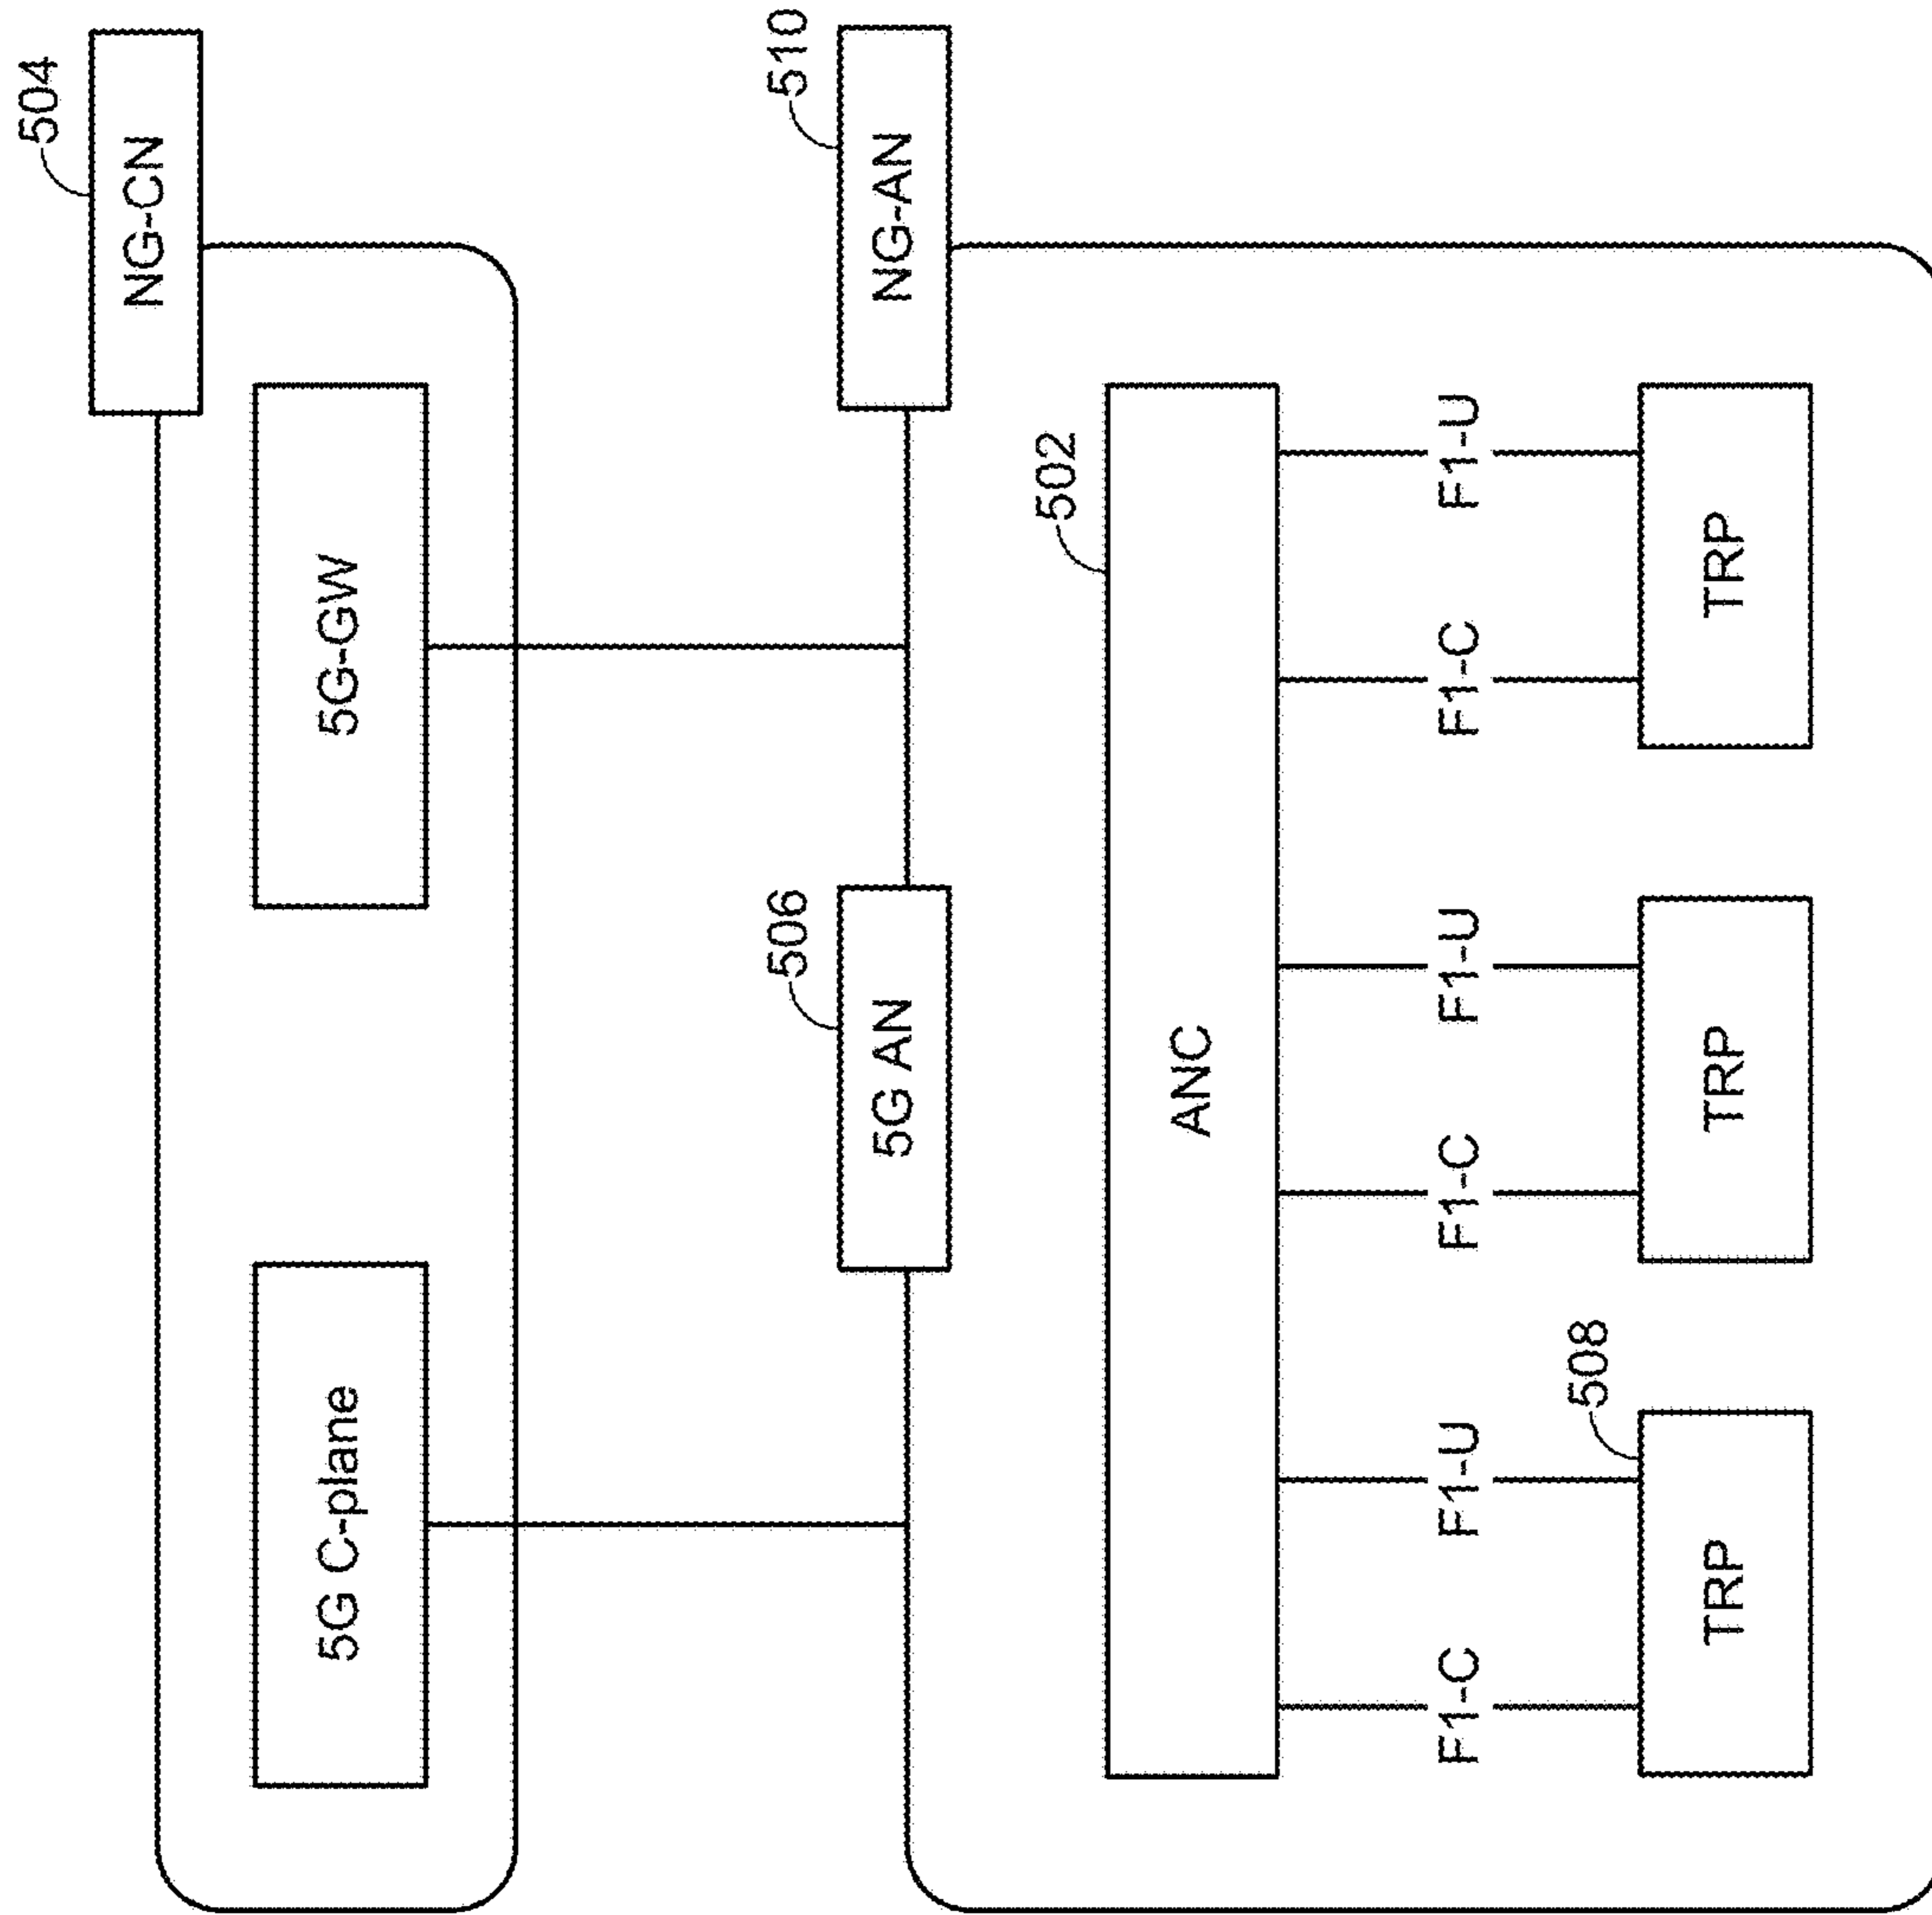 504
NG-CN
5G C-plane
5G-GW
506
510
5G AN
NG-AN
502
ANC
F1-C
F1-U
F1-C
F1-U
F1-C
F1-U
508
TRP
TRP
TRP